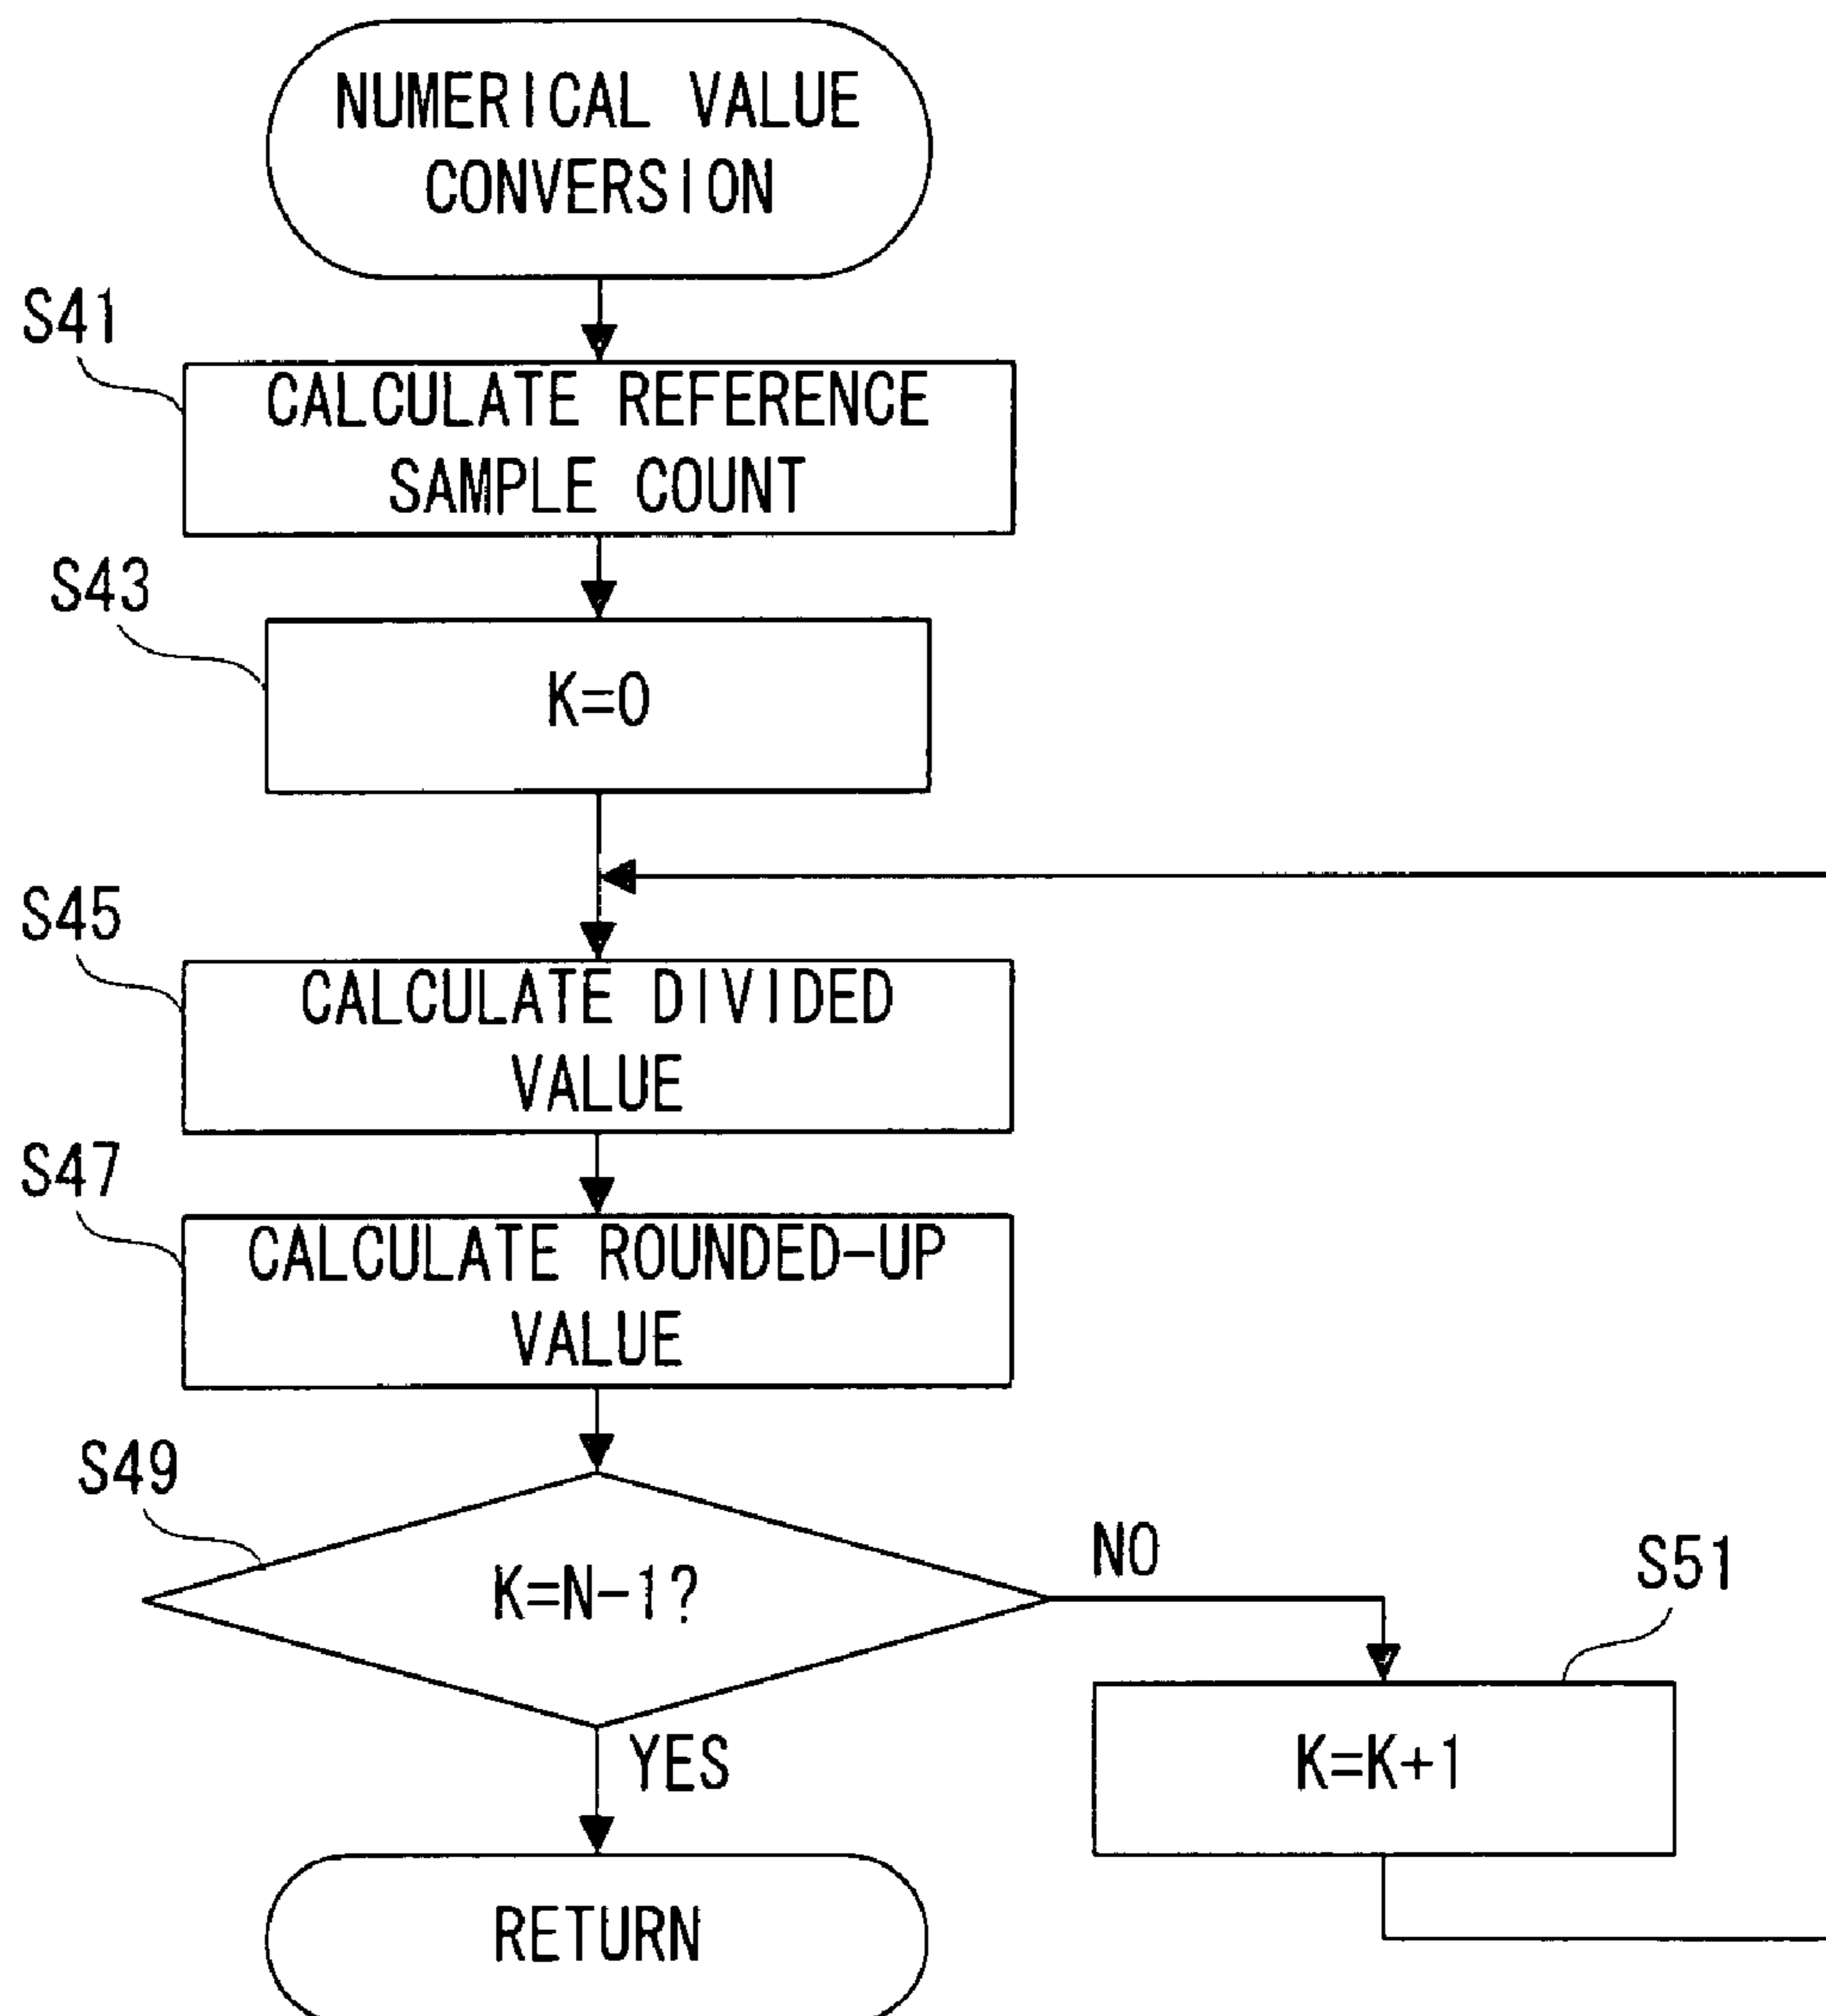 NUMERICAL VALUE
CONVERSION
S41
CALCULATE REFERENCE
SAMPLE COUNT
S43
K=0
S45
CALCULATE DIVIDED
VALUE
S47
CALCULATE ROUNDED-UP
VALUE
S49
K=N-1?
NO
S51
YES
K=K+1
RETURN